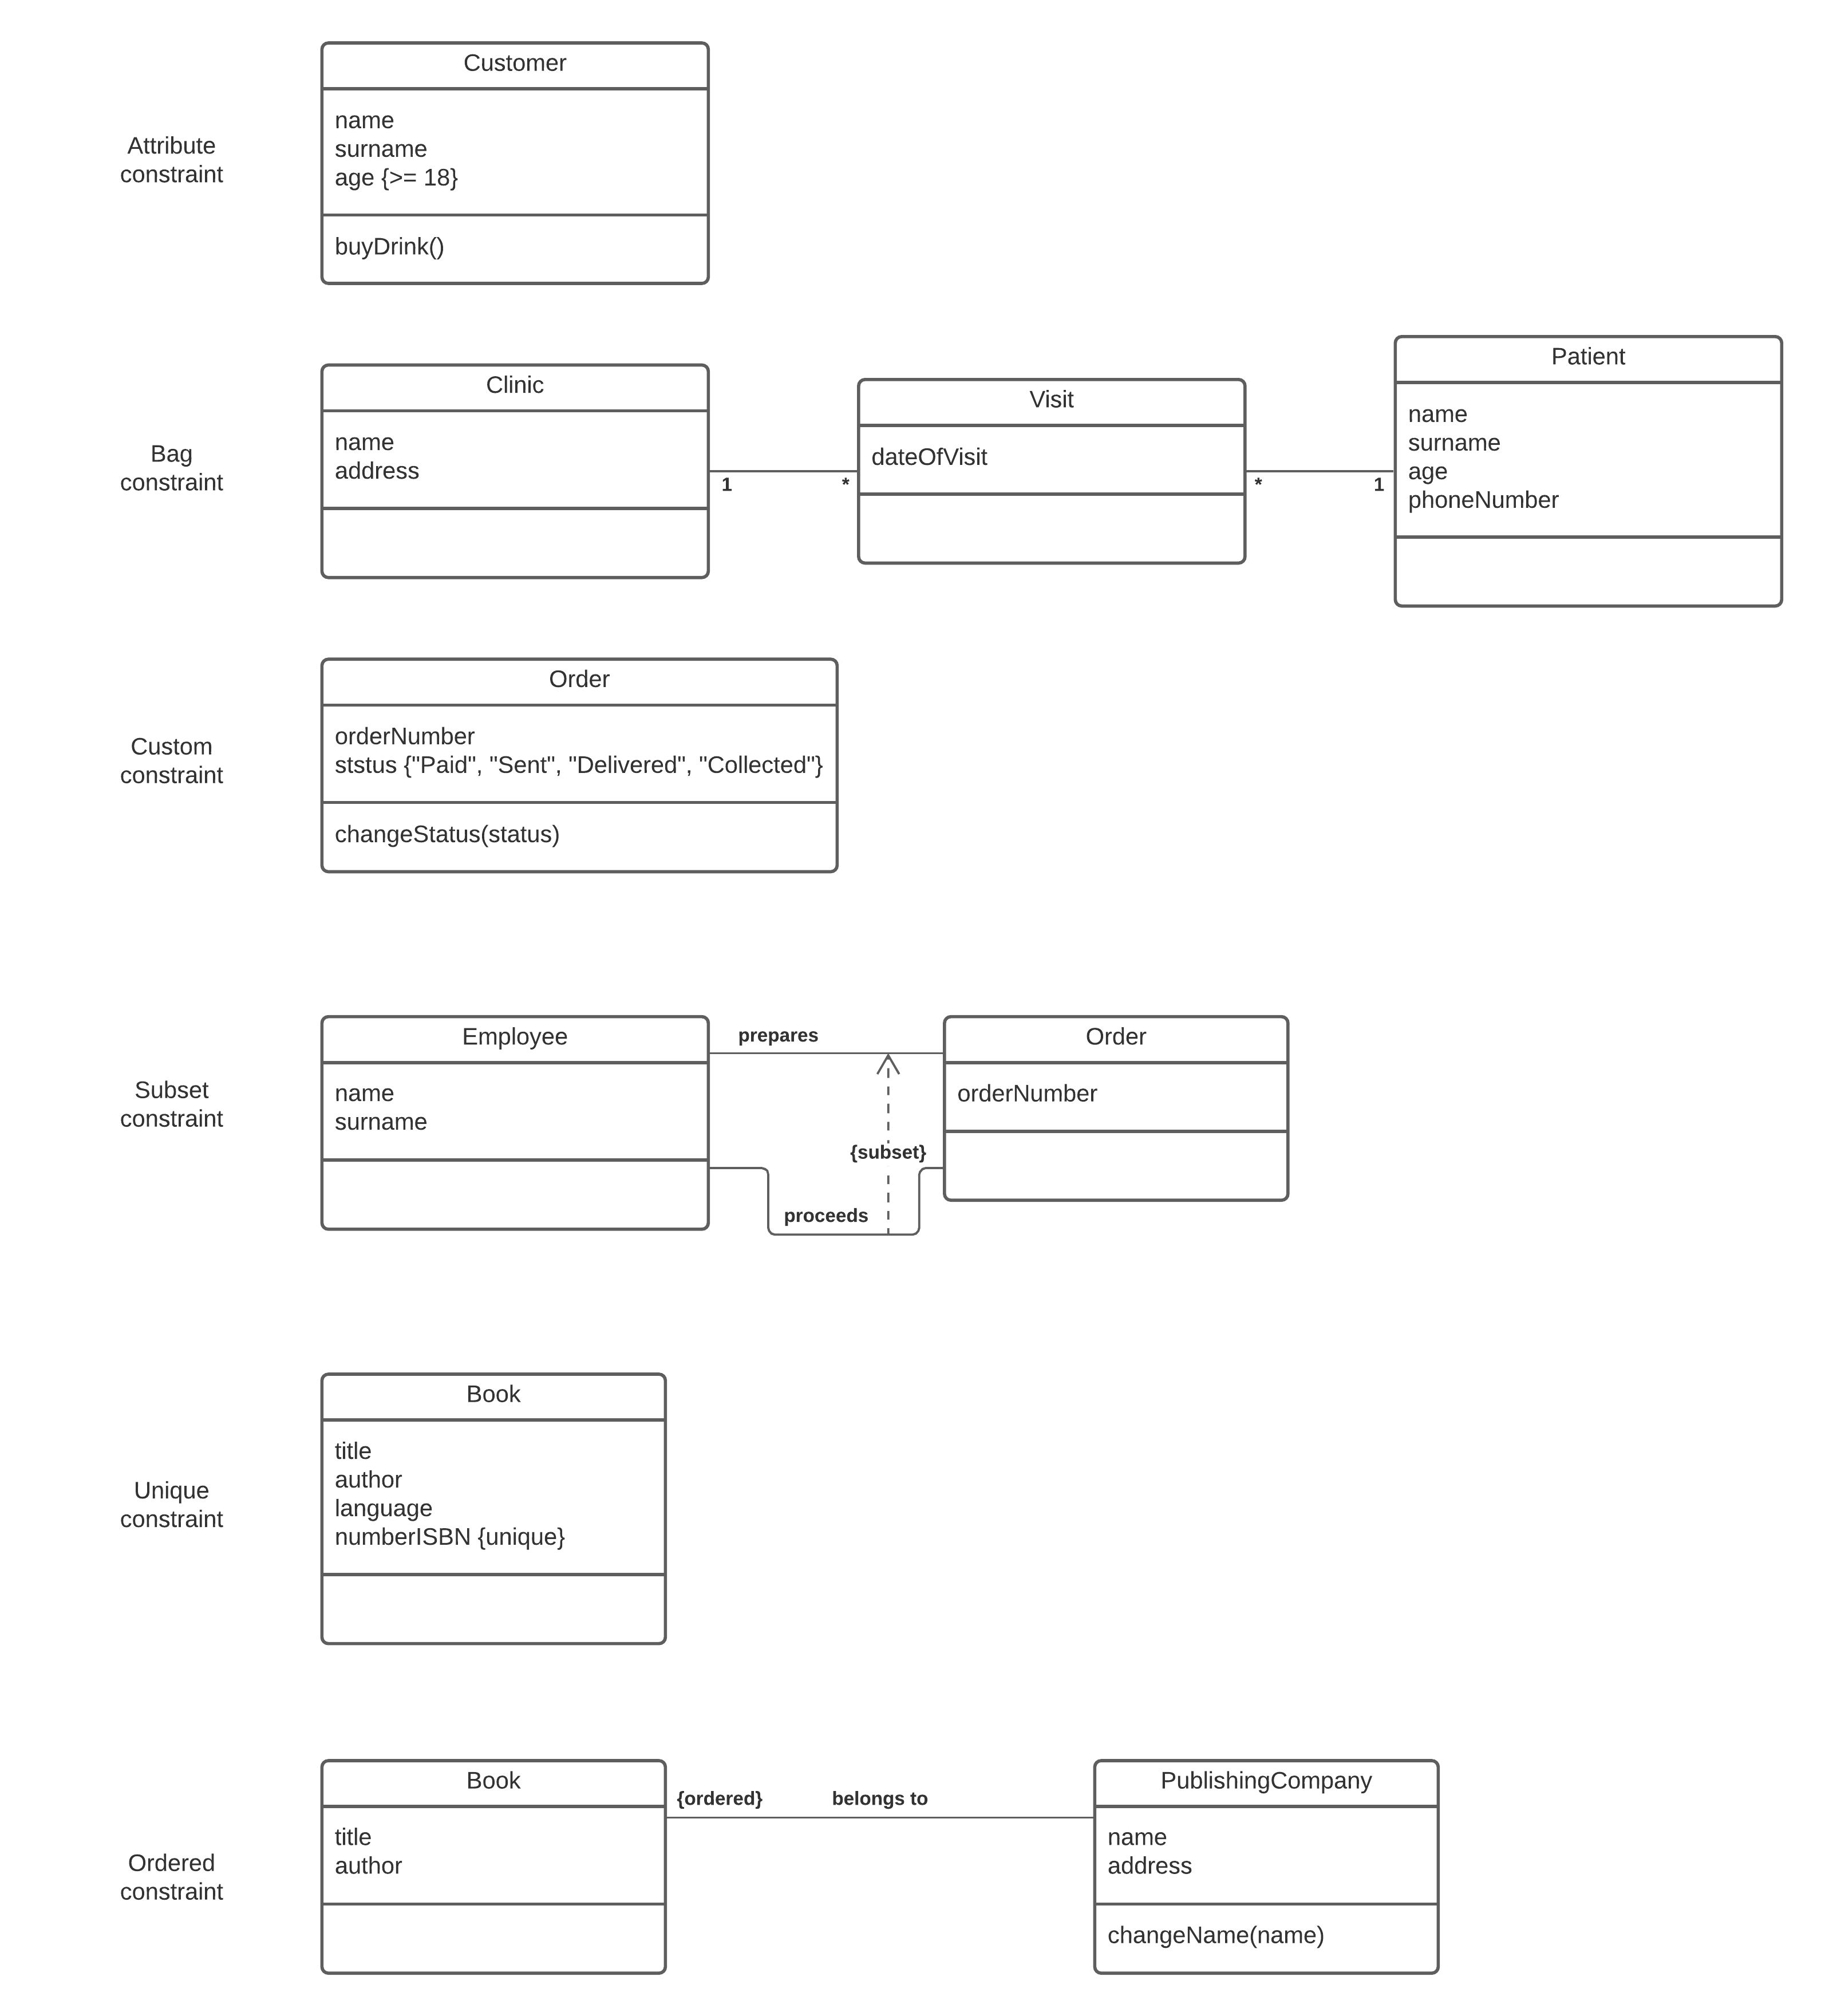 Attribute
constraint
Customer
name
surname
age {>= 18}
buyDrink()
Bag
constraint
Clinic
name
address
1
*
Visit
dateOfVisit
*
1
Patient
name
surname
age
phoneNumber
Custom
constraint
Order
orderNumber
ststus {"Paid", "Sent", "Delivered", "Collected"}
changeStatus(status)
Subset
constraint
Employee
name
surname
prepares
{subset}
proceeds
Order
orderNumber
Unique
constraint
Book
title
author
language
numberISBN {unique}
Ordered
constraint
Book
title
author
{ordered}
belongs to
PublishingCompany
name
address
changeName(name)